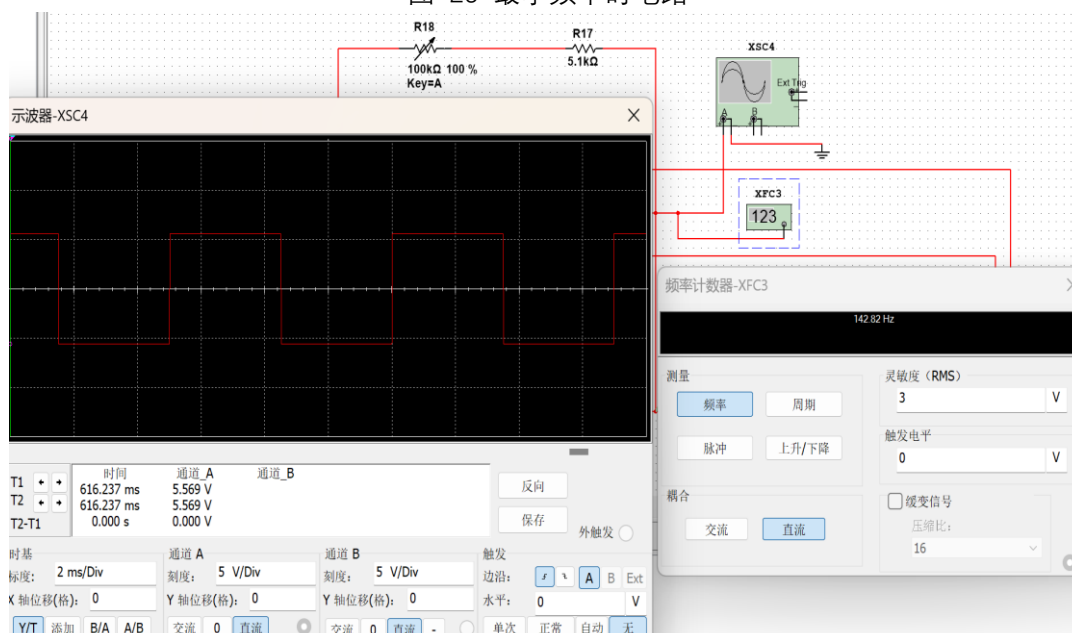 R18
R17
100kΩ 100 %
Key=A
5.1kΩ
XSC4
Ext Trig
A B
示波器-XSC4
XFC3
123
频率计数器-XFC3
142.82 Hz
测量
频率 周期
脉冲 上升/下降
耦合
交流 直流
灵敏度（RMS）
3 V
触发电平
0 V
缓变信号
压缩比：
16
时间 通道_A 通道_B
T1 616.237 ms 5.569 V
T2 616.237 ms 5.569 V
T2-T1 0.000 s 0.000 V
反向
保存
外触发
时基
标度： 2 ms/Div
X 轴位移(格)： 0
Y/T 添加 B/A A/B
通道 A
刻度： 5 V/Div
Y 轴位移(格)： 0
交流 0 直流
通道 B
刻度： 5 V/Div
Y 轴位移(格)： 0
交流 0 直流 -
触发
边沿： A B Ext
水平： 0 V
单次 正常 自动 无